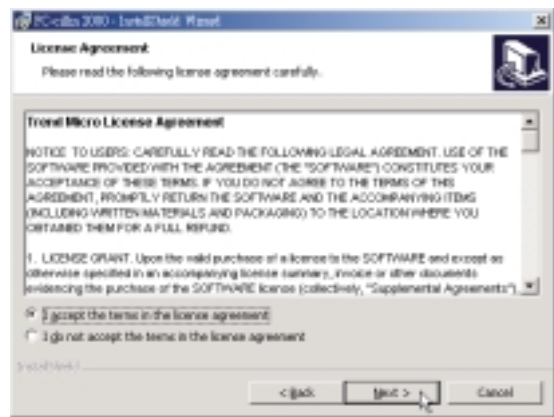 PC-cillin 2000 - InstallShield Wizard
License Agreement
Please read the following license agreement carefully.
Trend Micro License Agreement
NOTICE TO USERS: CAREFULLY READ THE FOLLOWING LEGAL AGREEMENT. USE OF THE
SOFTWARE PROVIDED WITH THE AGREEMENT (THE "SOFTWARE") CONSTITUTES YOUR
ACCEPTANCE OF THESE TERMS. IF YOU DO NOT AGREE TO THE TERMS OF THIS
AGREEMENT, PROMPTLY RETURN THE SOFTWARE AND THE ACCOMPANYING ITEMS
(INCLUDING WRITTEN MATERIALS AND PACKAGING) TO THE LOCATION WHERE YOU
OBTAINED THEM FOR A FULL REFUND.
1. LICENSE GRANT. Upon the valid purchase of a license to the SOFTWARE and except as
otherwise specified in an accompanying license summary, invoice or other documents
evidencing the purchase of the SOFTWARE license (collectively, "Supplemental Agreements"),
I accept the terms in the license agreement
I do not accept the terms in the license agreement
InstallShield
< Back
Next >
Cancel